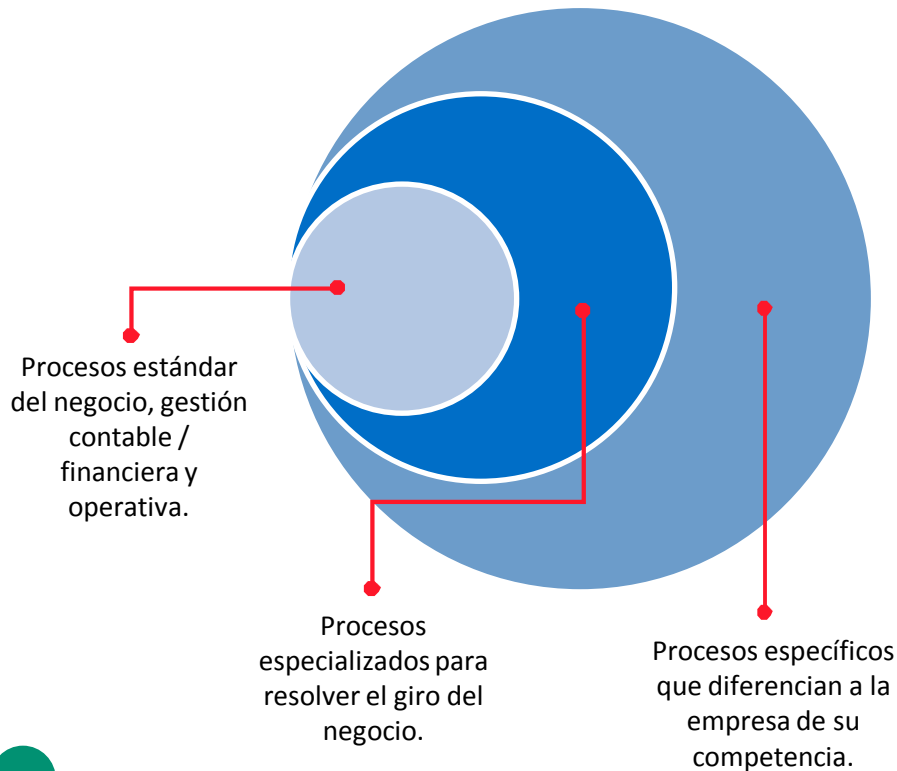 Procesos estándar
del negocio, gestión
contable /
financiera y
operativa.
Procesos
especializados para
resolver el giro del
negocio.
Procesos específicos
que diferencian a la
empresa de su
competencia.